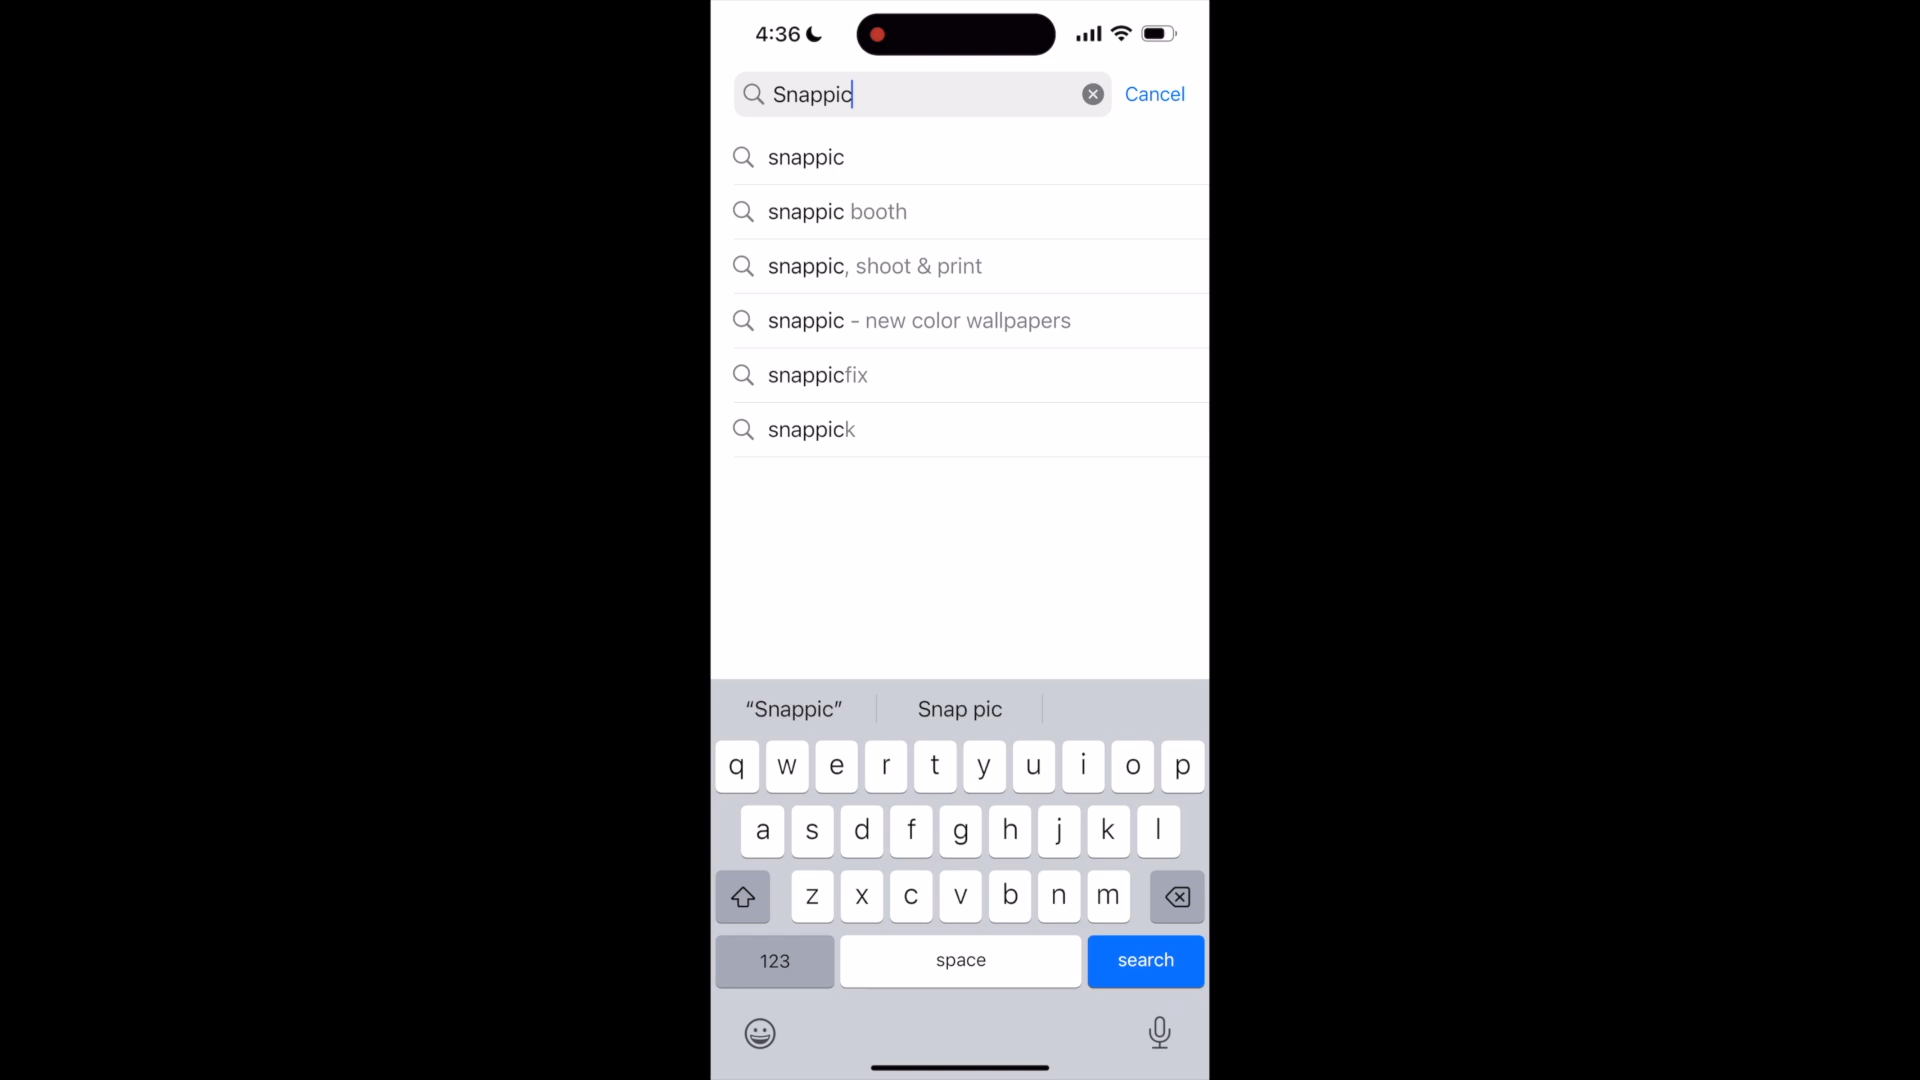 4:36
Snappic
Cancel
snappic
snappic booth
snappic, shoot & print
snappic - new color wallpapers
snappicfix
snappick
“Snappic”
Snap pic
q w e r t y u i o p
a s d f g h j k l
z x c v b n m
123
space
search